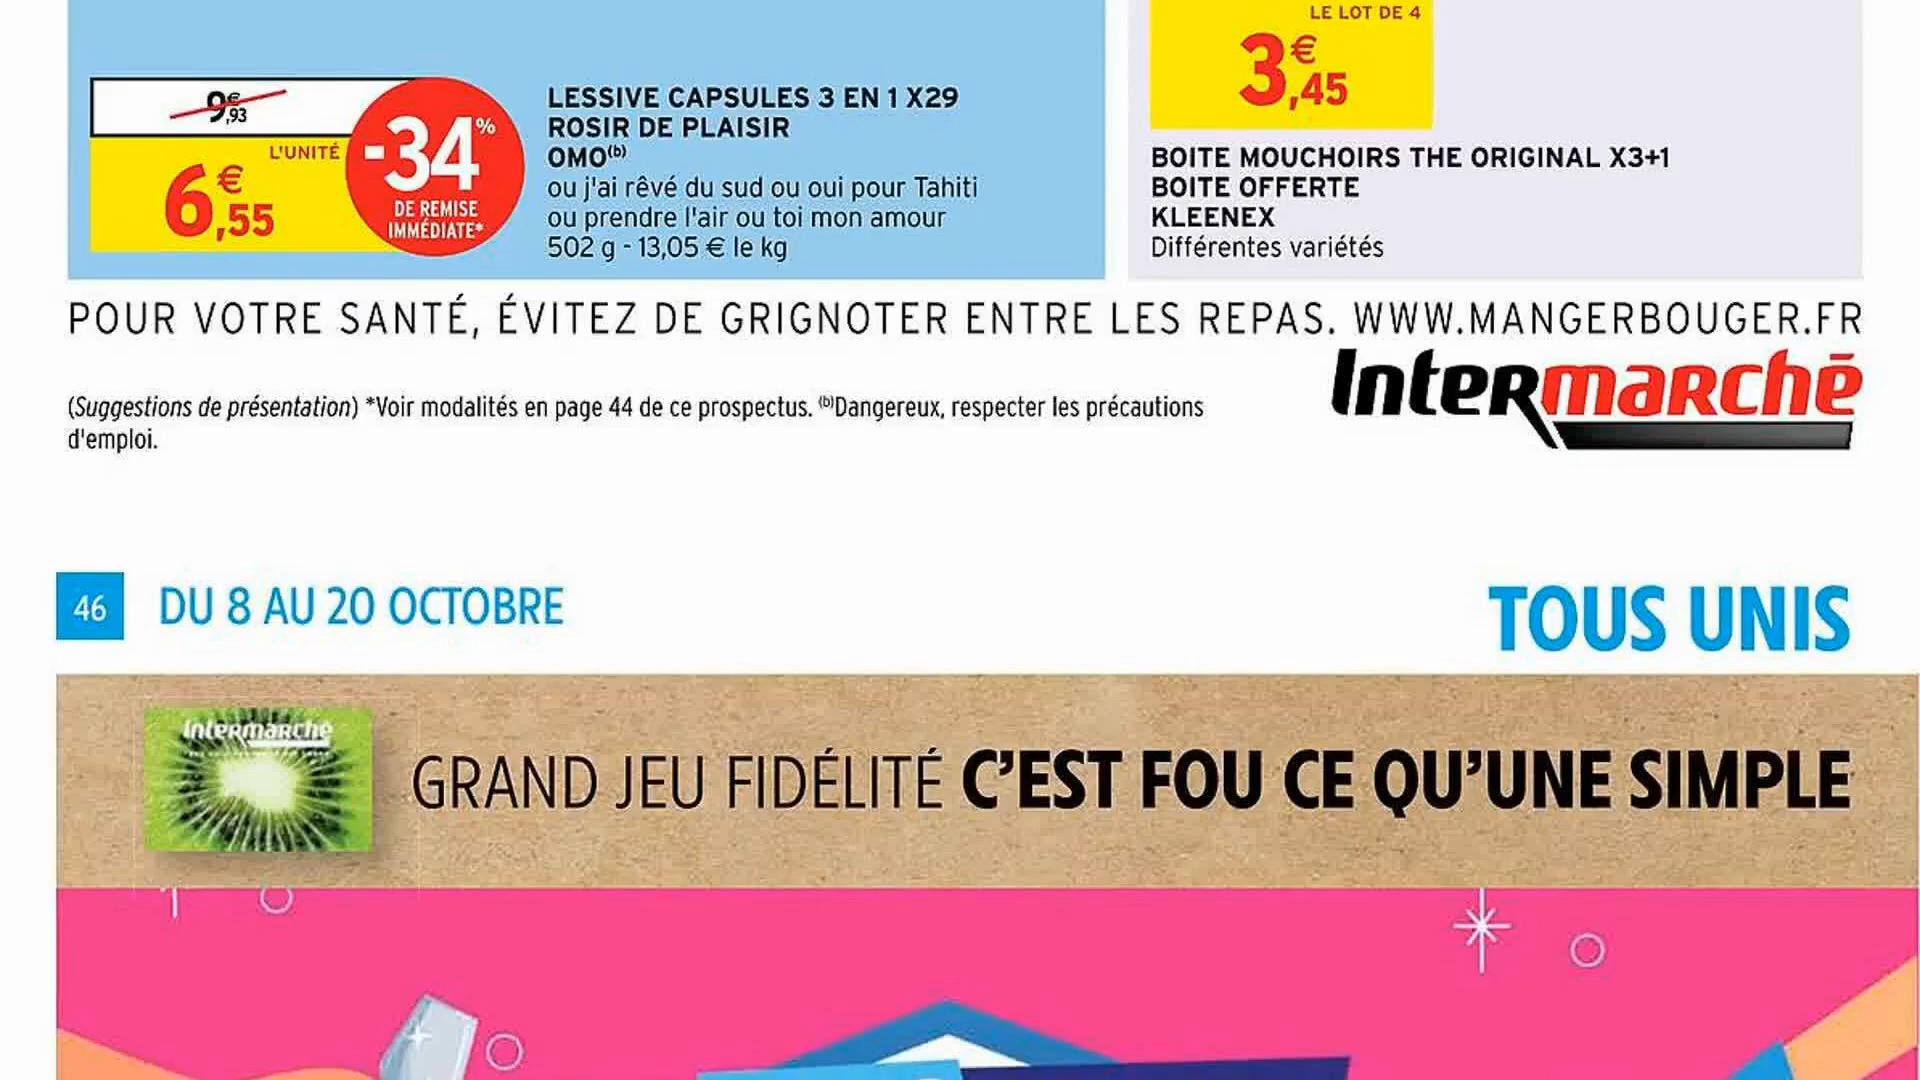 9€,93
L'UNITÉ
6€,55
-34%
DE REMISE
IMMÉDIATE*
LESSIVE CAPSULES 3 EN 1 X29
ROSIR DE PLAISIR
OMO(b)
ou j'ai rêvé du sud ou oui pour Tahiti
ou prendre l'air ou toi mon amour
502 g - 13,05 € le kg
LE LOT DE 4
3€,45
BOITE MOUCHOIRS THE ORIGINAL X3+1
BOITE OFFERTE
KLEENEX
Différentes variétés
POUR VOTRE SANTÉ, ÉVITEZ DE GRIGNOTER ENTRE LES REPAS. WWW.MANGERBOUGER.FR
(Suggestions de présentation) *Voir modalités en page 44 de ce prospectus. (b)Dangereux, respecter les précautions
d'emploi.
Intermarché
46
DU 8 AU 20 OCTOBRE
TOUS UNIS
Intermarché
GRAND JEU FIDÉLITÉ C'EST FOU CE QU'UNE SIMPLE